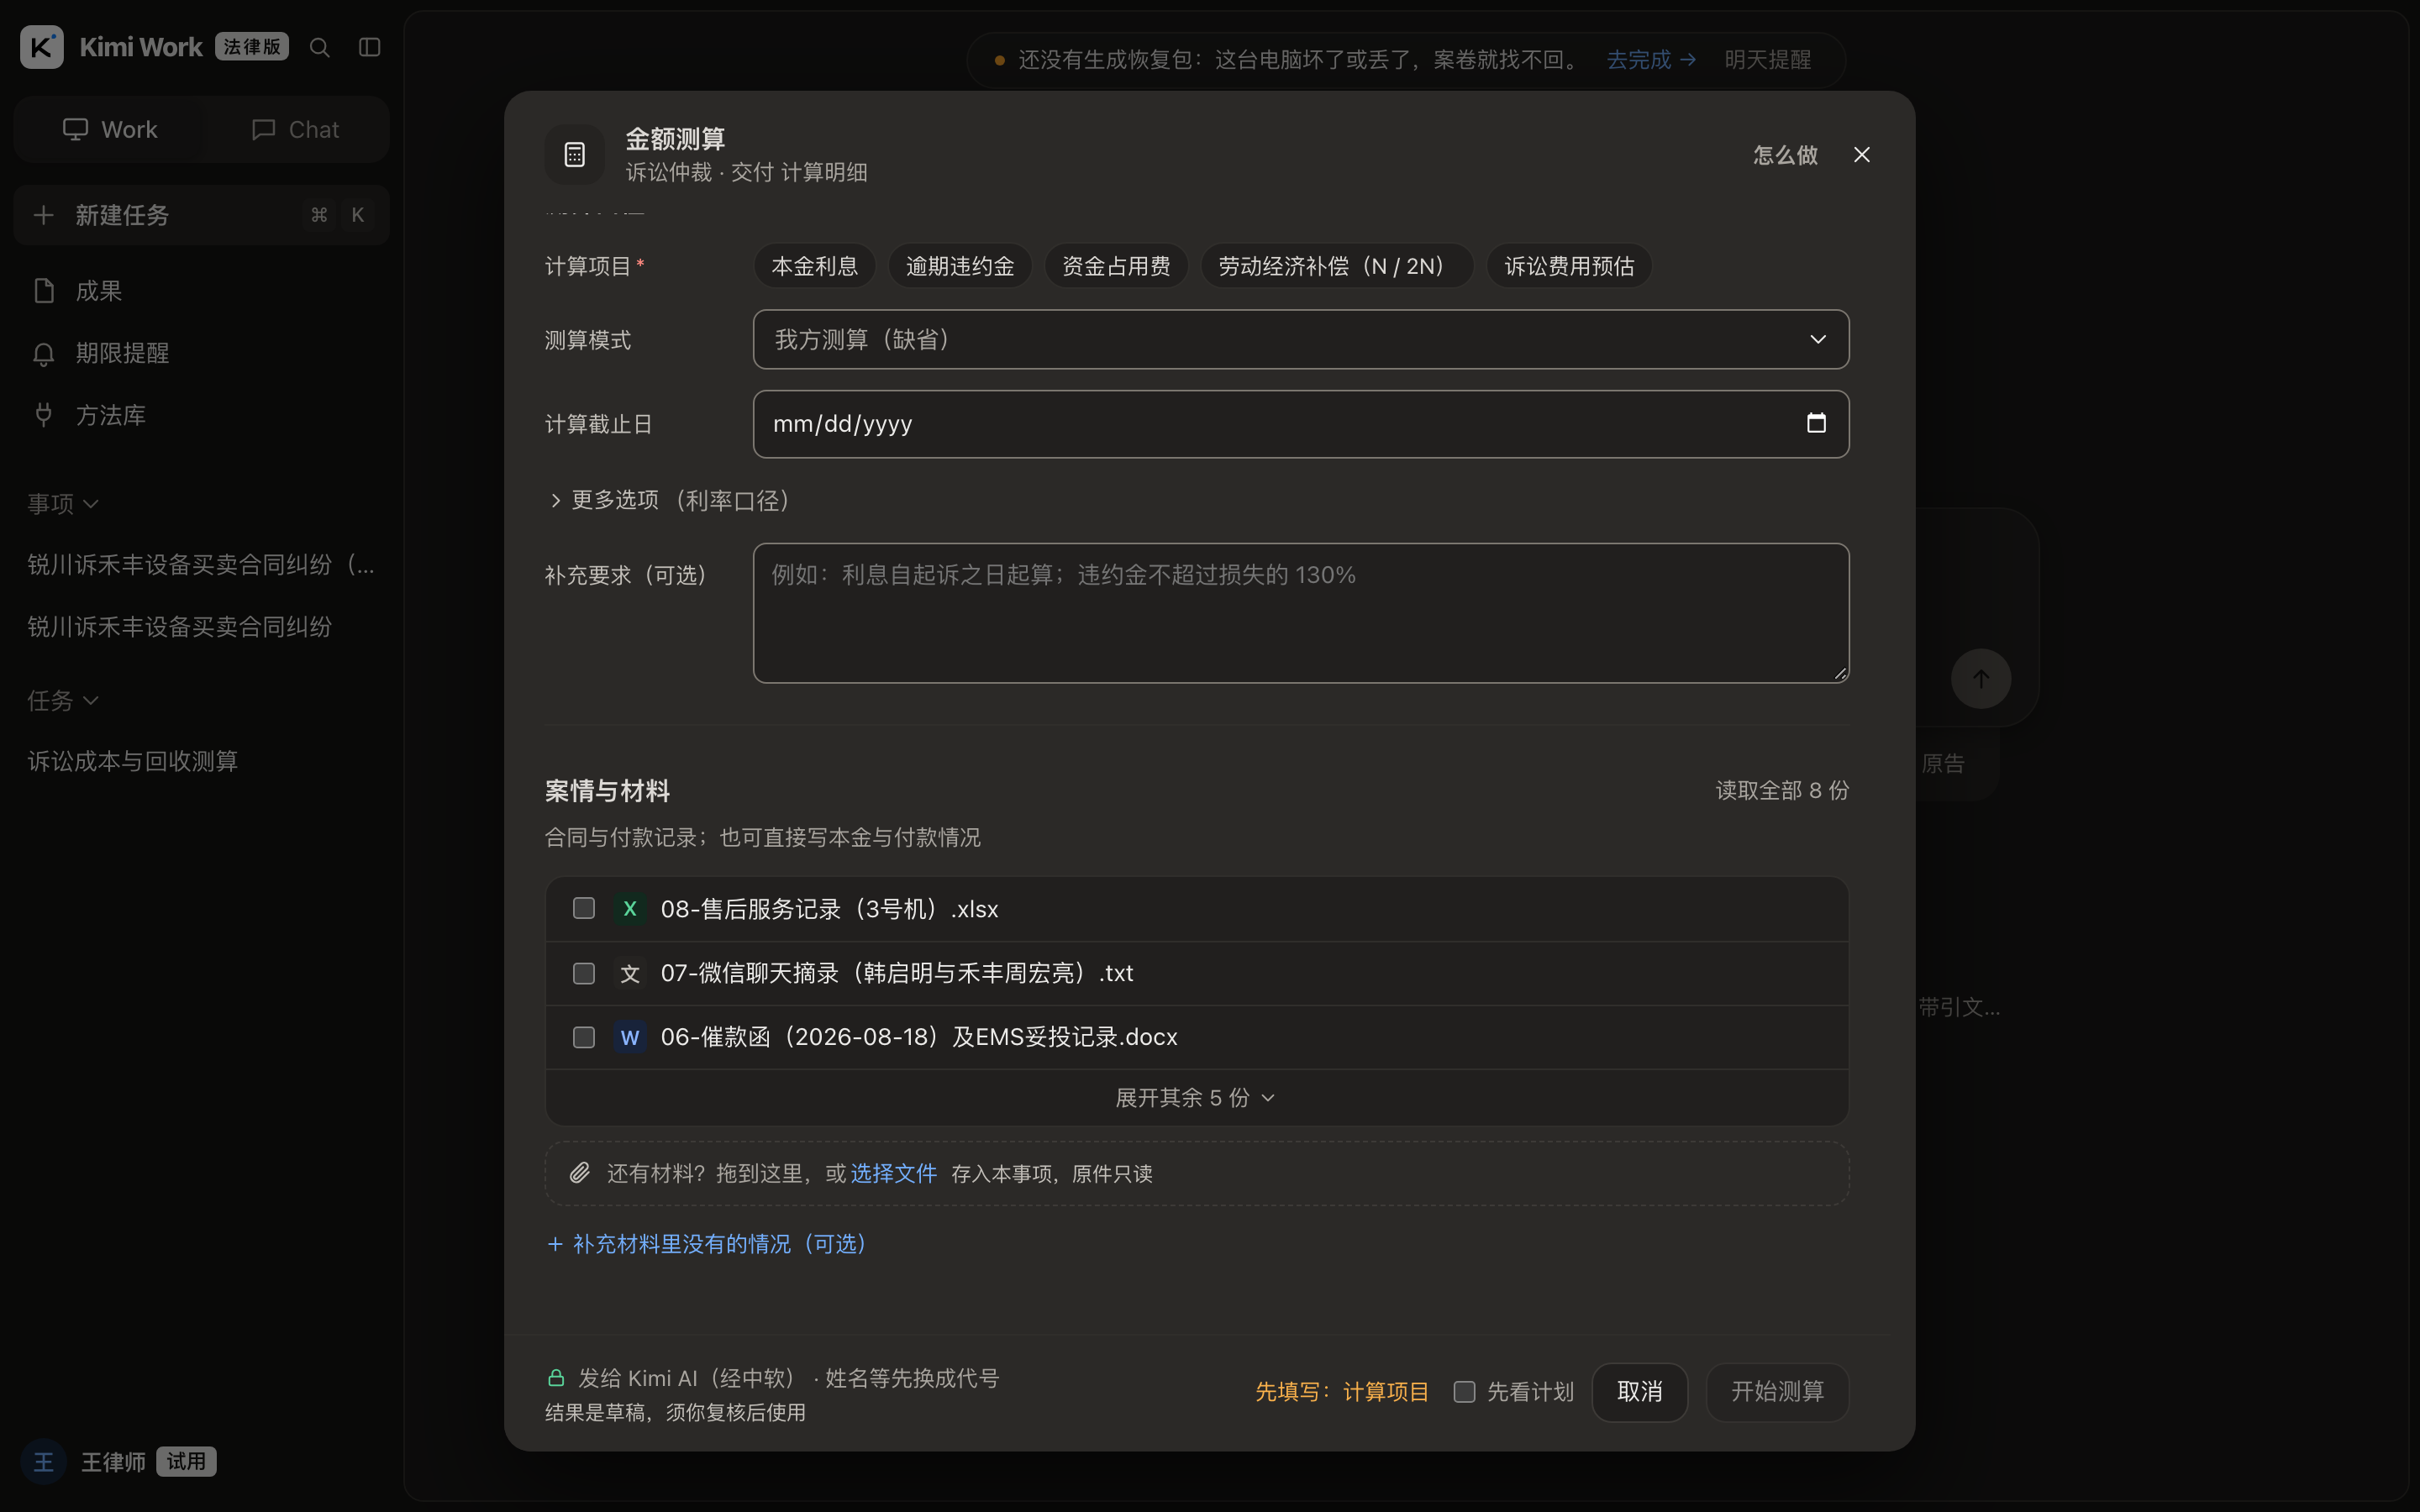 Kimi Work 法律版
Work
Chat
新建任务 ⌘ K
成果
期限提醒
方法库
事项
锐川诉禾丰设备买卖合同纠纷（...
锐川诉禾丰设备买卖合同纠纷
任务
诉讼成本与回收测算
王 王律师 试用
还没有生成恢复包：这台电脑坏了或丢了，案卷就找不回。 去完成 → 明天提醒
金额测算
诉讼仲裁 · 交付 计算明细
怎么做
计算项目*
本金利息 逾期违约金 资金占用费 劳动经济补偿（N / 2N） 诉讼费用预估
测算模式
我方测算（缺省）
计算截止日
mm/dd/yyyy
更多选项（利率口径）
补充要求（可选）
例如：利息自起诉之日起算；违约金不超过损失的 130%
案情与材料
读取全部 8 份
合同与付款记录；也可直接写本金与付款情况
X 08-售后服务记录（3号机）.xlsx
文 07-微信聊天摘录（韩启明与禾丰周宏亮）.txt
W 06-催款函（2026-08-18）及EMS妥投记录.docx
展开其余 5 份
还有材料？拖到这里，或选择文件 存入本事项，原件只读
+ 补充材料里没有的情况（可选）
发给 Kimi AI（经中软） · 姓名等先换成代号
结果是草稿，须你复核后使用
先填写：计算项目
先看计划
取消
开始测算
原告
带引文...